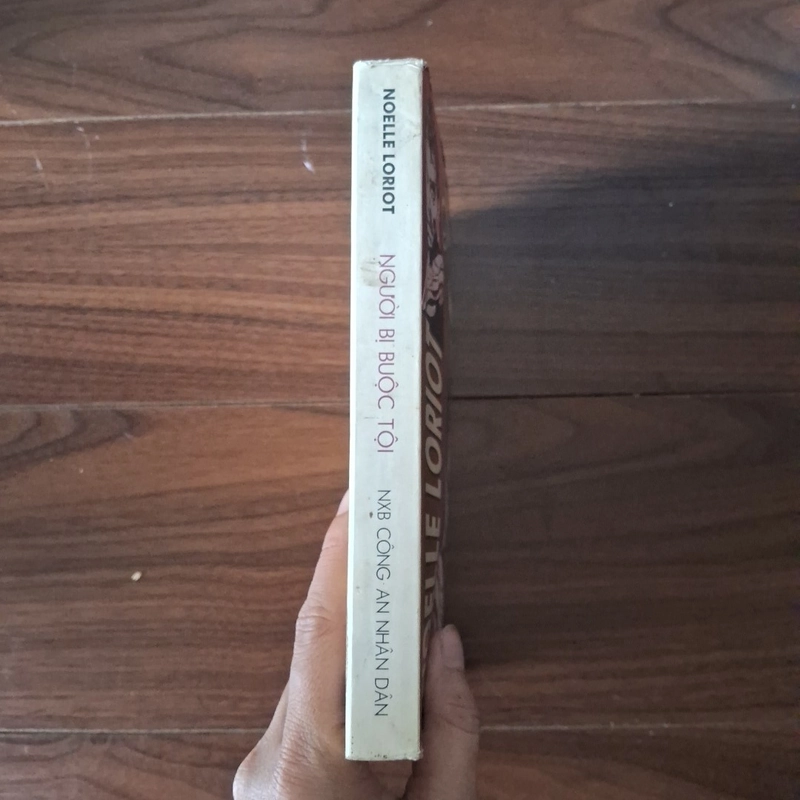 NOELLE LORIOT
NGƯỜI BỊ BUỘC TỘI
NXB CÔNG AN NHÂN DÂN
ELLE LORIOT